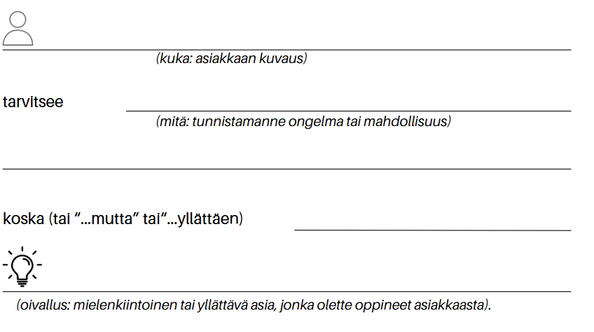 (kuka: asiakkaan kuvaus)
tarvitsee
(mitä: tunnistamanne ongelma tai mahdollisuus)
koska (tai “...mutta” tai“...yllättäen)
(oivallus: mielenkiintoinen tai yllättävä asia, jonka olette oppineet asiakkaasta).